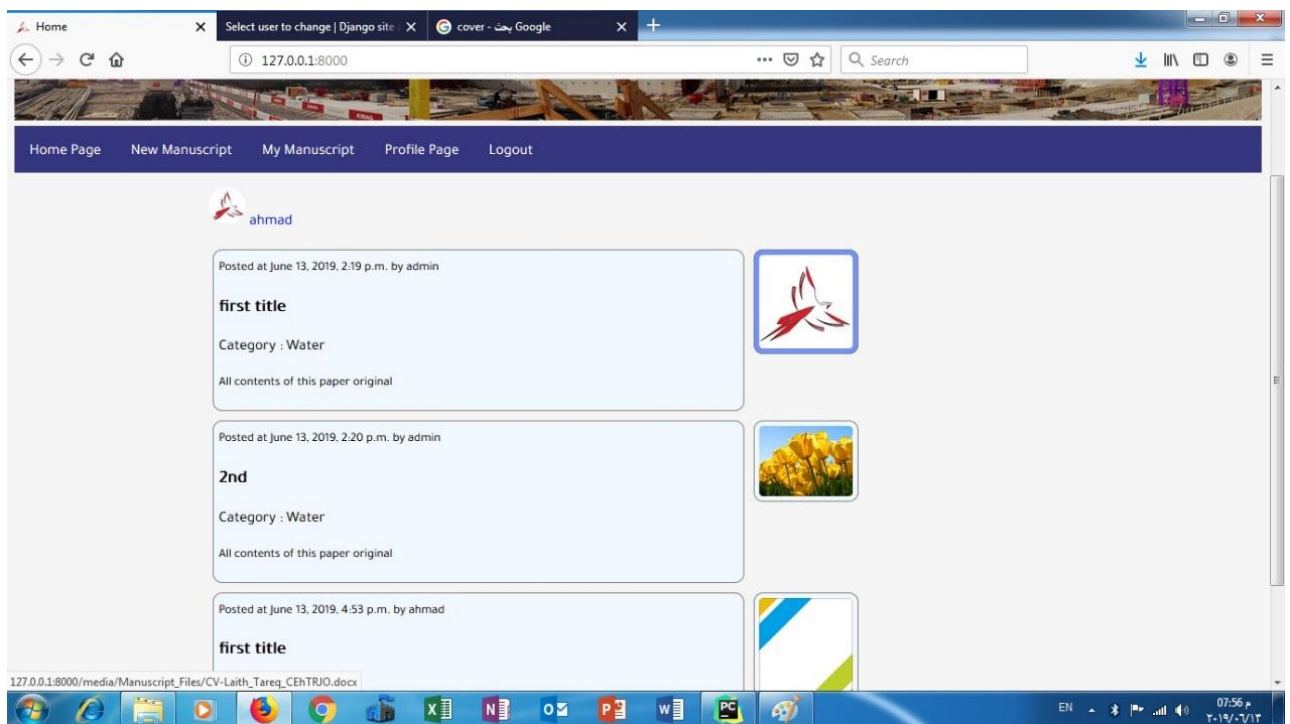 Home
Select user to change | Django site
cover - بحث Google
127.0.0.1:8000
Search
KIBAG
Home Page New Manuscript My Manuscript Profile Page Logout
ahmad
Posted at June 13, 2019, 2:19 p.m. by admin
first title
Category : Water
All contents of this paper original
Posted at June 13, 2019, 2:20 p.m. by admin
2nd
Category : Water
All contents of this paper original
Posted at June 13, 2019, 4:53 p.m. by ahmad
first title
127.0.0.1:8000/media/Manuscript_Files/CV-Laith_Tareq_CEhTRJO.docx
EN
07:56 م
٢٠١٩/٠٦/١٣